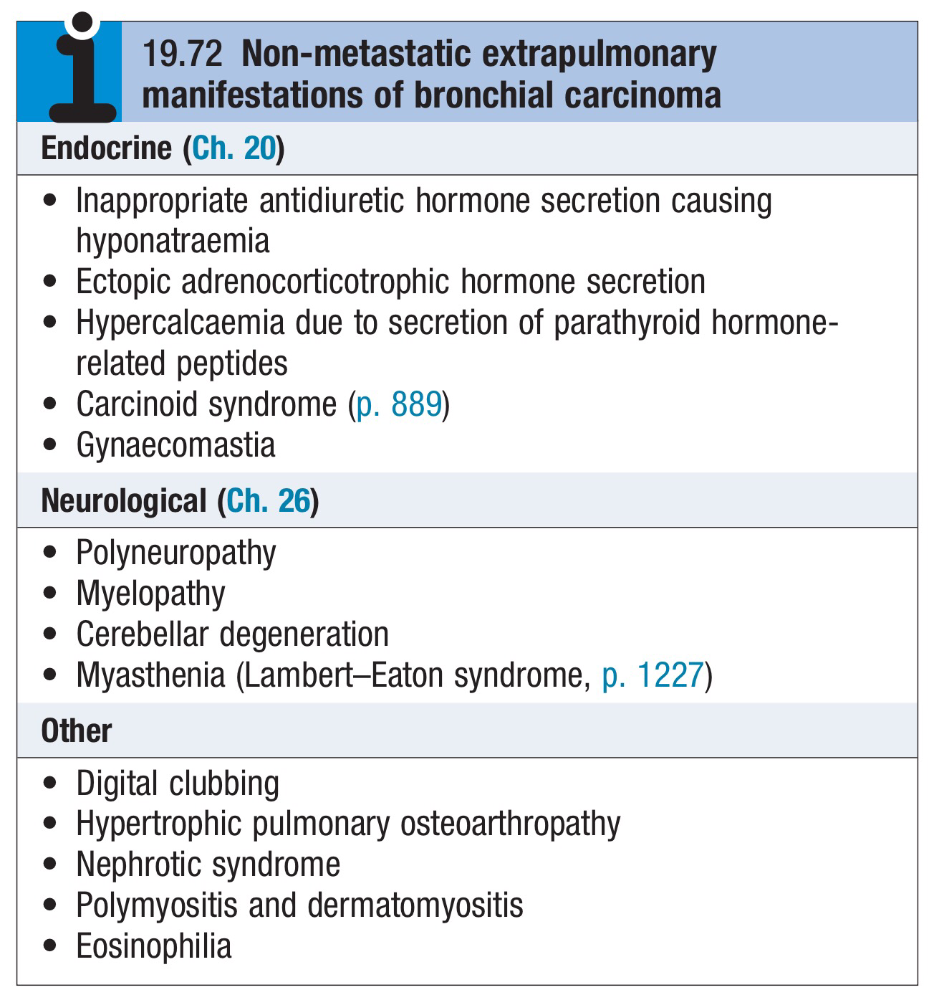 19.72 Non-metastatic extrapulmonary
manifestations of bronchial carcinoma
Endocrine (Ch. 20)
• Inappropriate antidiuretic hormone secretion causing
hyponatraemia
• Ectopic adrenocorticotrophic hormone secretion
• Hypercalcaemia due to secretion of parathyroid hormone-
related peptides
• Carcinoid syndrome (p. 889)
• Gynaecomastia
Neurological (Ch. 26)
• Polyneuropathy
• Myelopathy
• Cerebellar degeneration
• Myasthenia (Lambert–Eaton syndrome, p. 1227)
Other
• Digital clubbing
• Hypertrophic pulmonary osteoarthropathy
• Nephrotic syndrome
• Polymyositis and dermatomyositis
• Eosinophilia